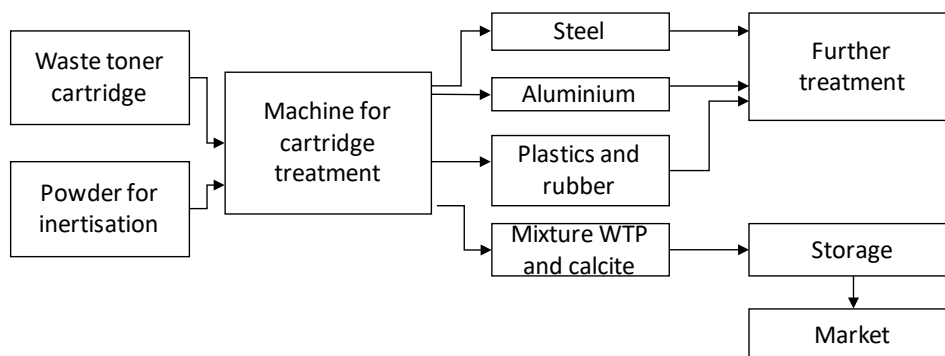 Waste toner
cartridge
Powder for
inertisation
Machine for
cartridge
treatment
Steel
Aluminium
Plastics and
rubber
Mixture WTP
and calcite
Further
treatment
Storage
Market